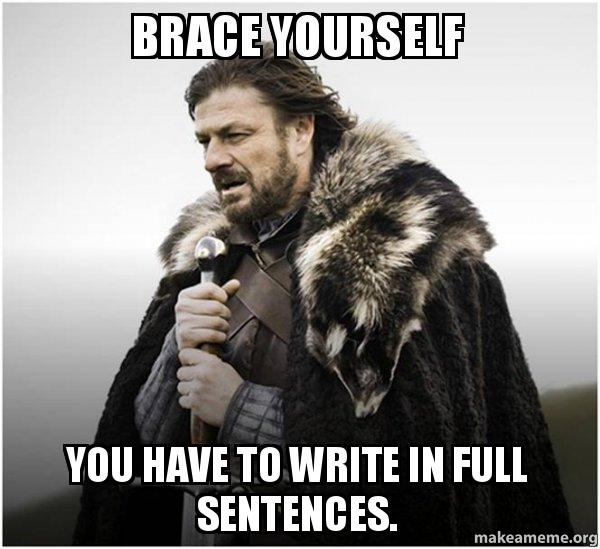 BRACE YOURSELF
YOU HAVE TO WRITE IN FULL
SENTENCES.
makeameme.org